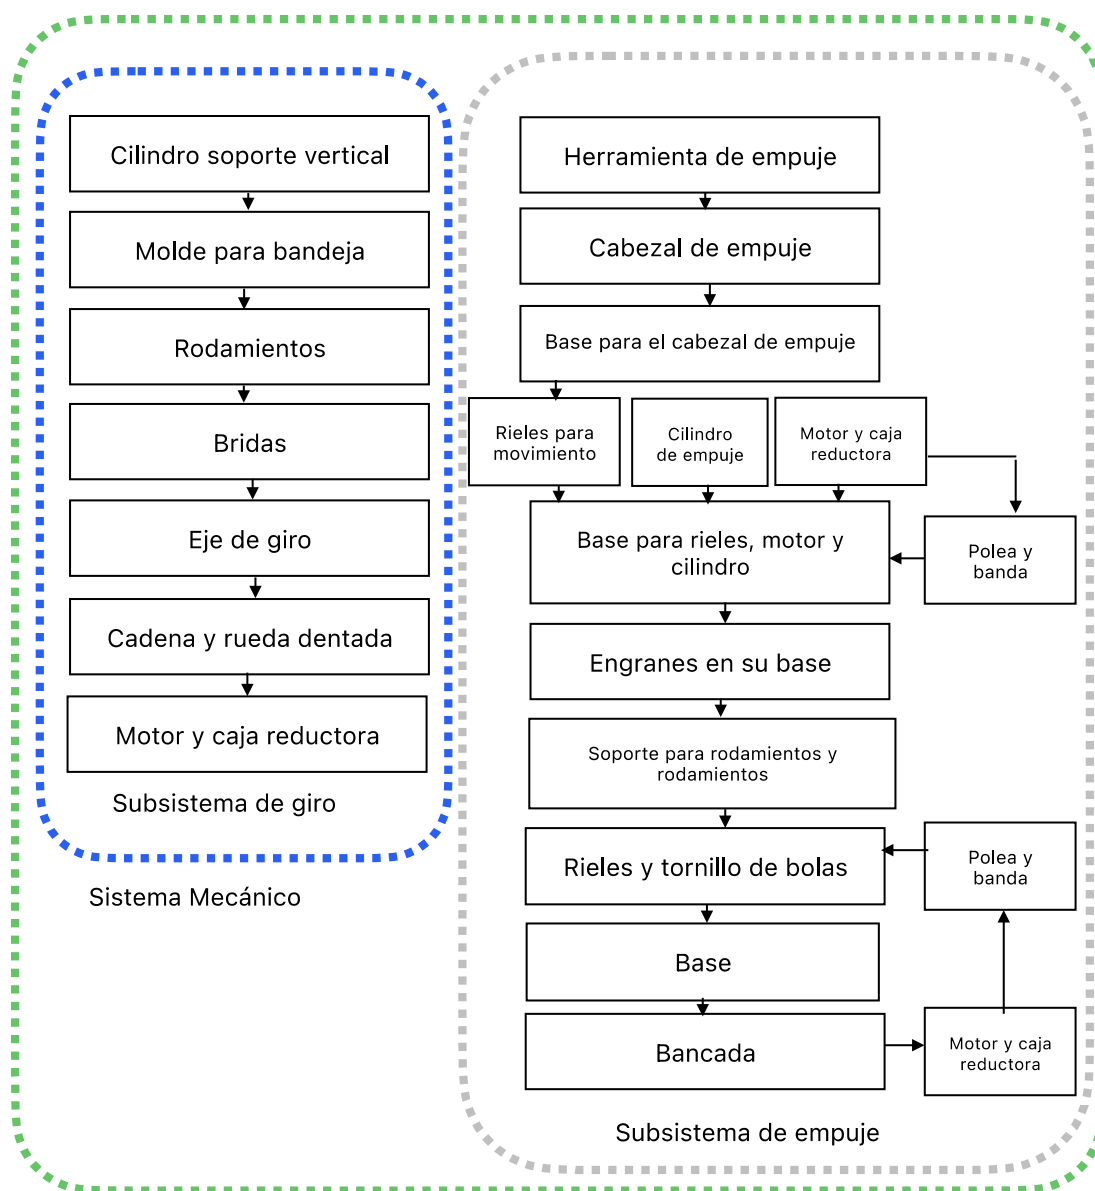 Cilindro soporte vertical
Molde para bandeja
Rodamientos
Bridas
Eje de giro
Cadena y rueda dentada
Motor y caja reductora
Subsistema de giro
Sistema Mecánico
Herramienta de empuje
Cabezal de empuje
Base para el cabezal de empuje
Rieles para
movimiento
Cilindro
de empuje
Motor y caja
reductora
Base para rieles, motor y
cilindro
Polea y
banda
Engranes en su base
Soporte para rodamientos y
rodamientos
Rieles y tornillo de bolas
Polea y
banda
Base
Bancada
Motor y caja
reductora
Subsistema de empuje